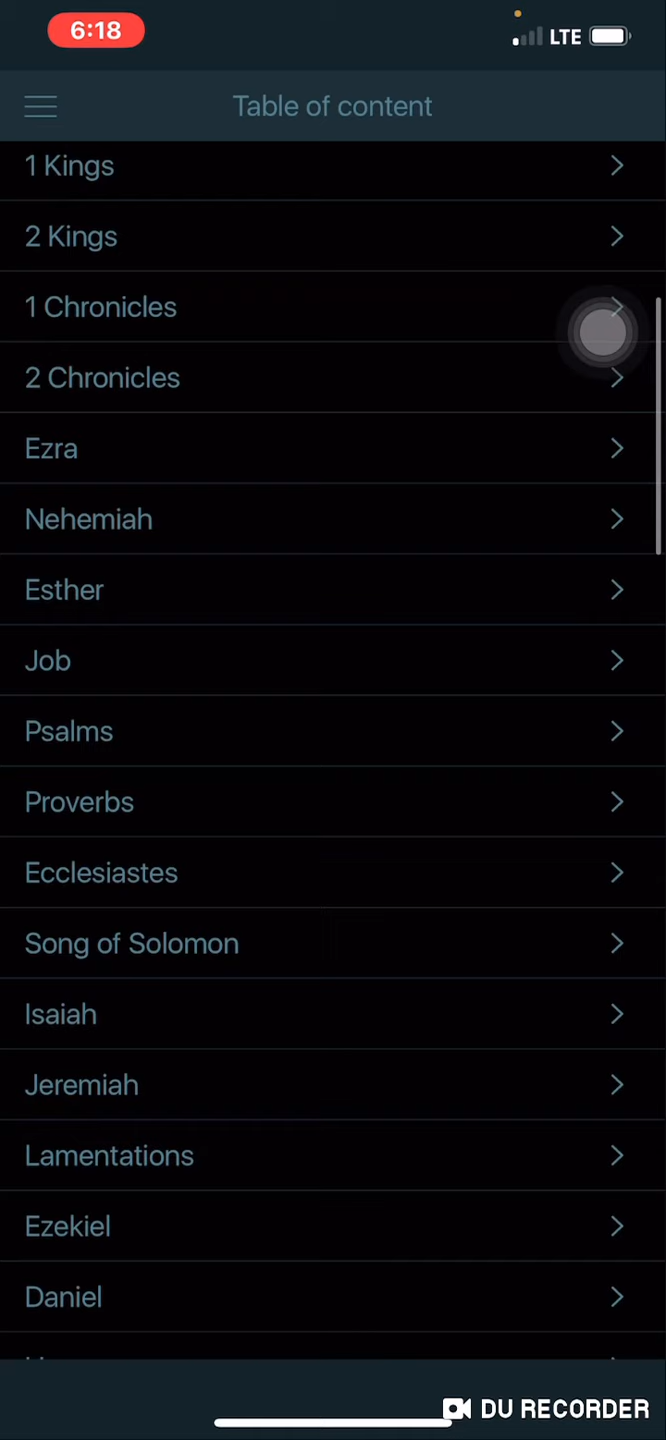 6:18
LTE
Table of content
1 Kings
2 Kings
1 Chronicles
2 Chronicles
Ezra
Nehemiah
Esther
Job
Psalms
Proverbs
Ecclesiastes
Song of Solomon
Isaiah
Jeremiah
Lamentations
Ezekiel
Daniel
DU RECORDER